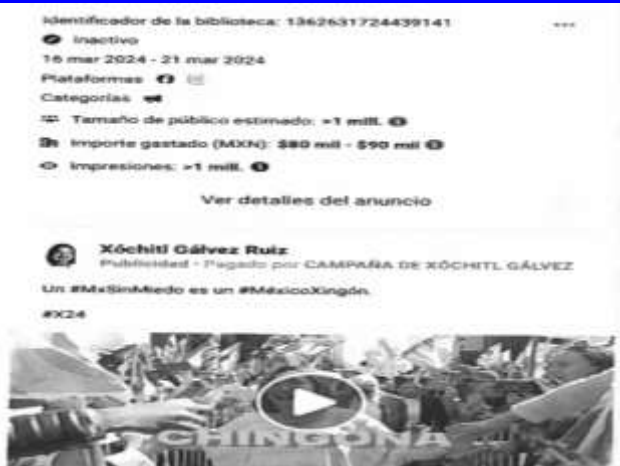 Identificador de la biblioteca: 1362631724439141
Inactivo
16 mar 2024 - 21 mar 2024
Plataformas
Categorías
Tamaño de público estimado: >1 mill.
Importe gastado (MXN): $80 mil - $90 mil
Impresiones: >1 mill.
Ver detalles del anuncio
Xóchitl Gálvez Ruiz
Publicidad • Pagado por CAMPAÑA DE XÓCHITL GÁLVEZ
Un #MxSinMiedo es un #MéxicoXingón.
#X24
CHINGONA ...